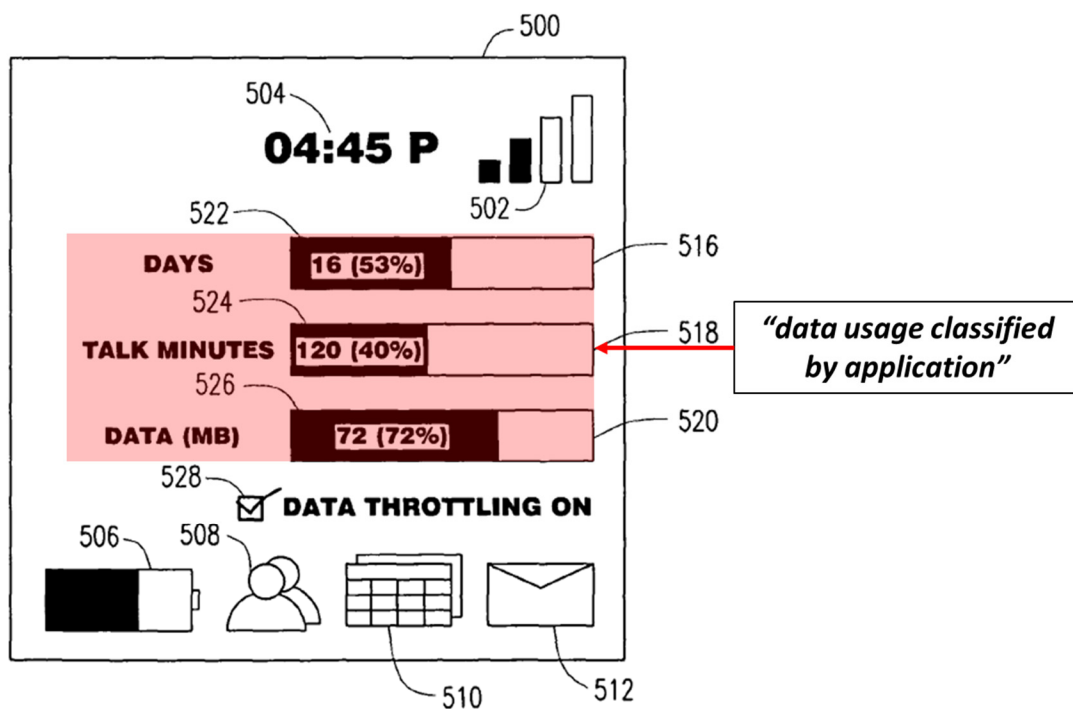 500
504
04:45 P
502
522
DAYS
16 (53%)
516
524
TALK MINUTES
120 (40%)
518
“data usage classified
by application”
526
DATA (MB)
72 (72%)
520
528
DATA THROTTLING ON
506
508
510
512